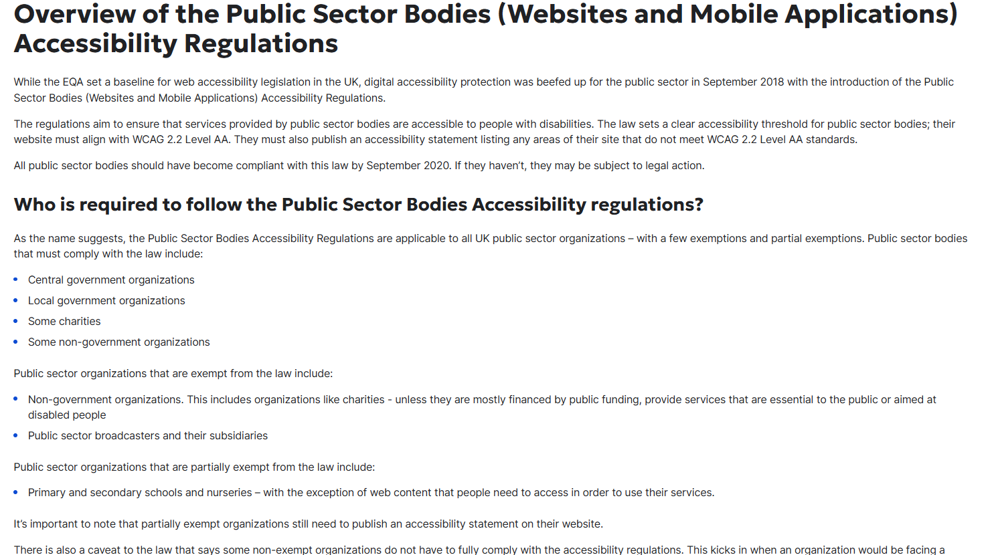 Overview of the Public Sector Bodies (Websites and Mobile Applications)
Accessibility Regulations
While the EQA set a baseline for web accessibility legislation in the UK, digital accessibility protection was beefed up for the public sector in September 2018 with the introduction of the Public
Sector Bodies (Websites and Mobile Applications) Accessibility Regulations.
The regulations aim to ensure that services provided by public sector bodies are accessible to people with disabilities. The law sets a clear accessibility threshold for public sector bodies; their
website must align with WCAG 2.2 Level AA. They must also publish an accessibility statement listing any areas of their site that do not meet WCAG 2.2 Level AA standards.
All public sector bodies should have become compliant with this law by September 2020. If they haven’t, they may be subject to legal action.
Who is required to follow the Public Sector Bodies Accessibility regulations?
As the name suggests, the Public Sector Bodies Accessibility Regulations are applicable to all UK public sector organizations – with a few exemptions and partial exemptions. Public sector bodies
that must comply with the law include:
• Central government organizations
• Local government organizations
• Some charities
• Some non-government organizations
Public sector organizations that are exempt from the law include:
• Non-government organizations. This includes organizations like charities - unless they are mostly financed by public funding, provide services that are essential to the public or aimed at
disabled people
• Public sector broadcasters and their subsidiaries
Public sector organizations that are partially exempt from the law include:
• Primary and secondary schools and nurseries – with the exception of web content that people need to access in order to use their services.
It’s important to note that partially exempt organizations still need to publish an accessibility statement on their website.
There is also a caveat to the law that says some non-exempt organizations do not have to fully comply with the accessibility regulations. This kicks in when an organization would be facing a